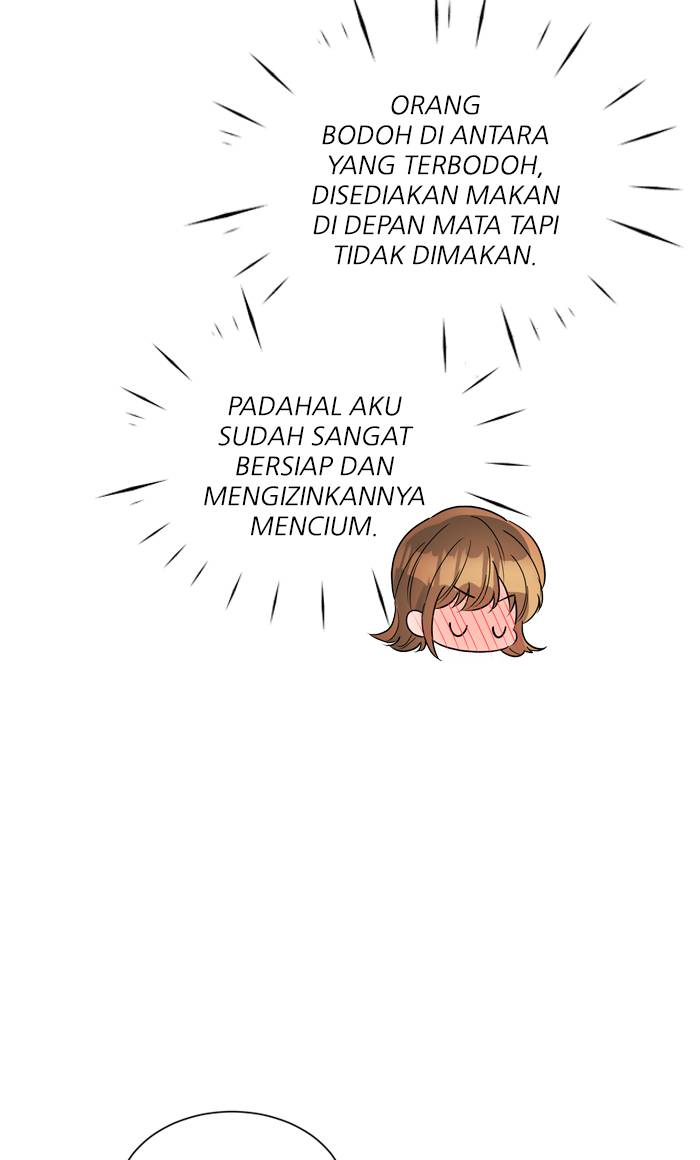 ORANG
BODOH DI ANTARA
YANG TERBODOH,
DISEDIAKAN MAKAN
DI DEPAN MATA TAPI
TIDAK DIMAKAN.
PADAHAL AKU
SUDAH SANGAT
BERSIAP DAN
MENGIZINKANNYA
MENCIUM.